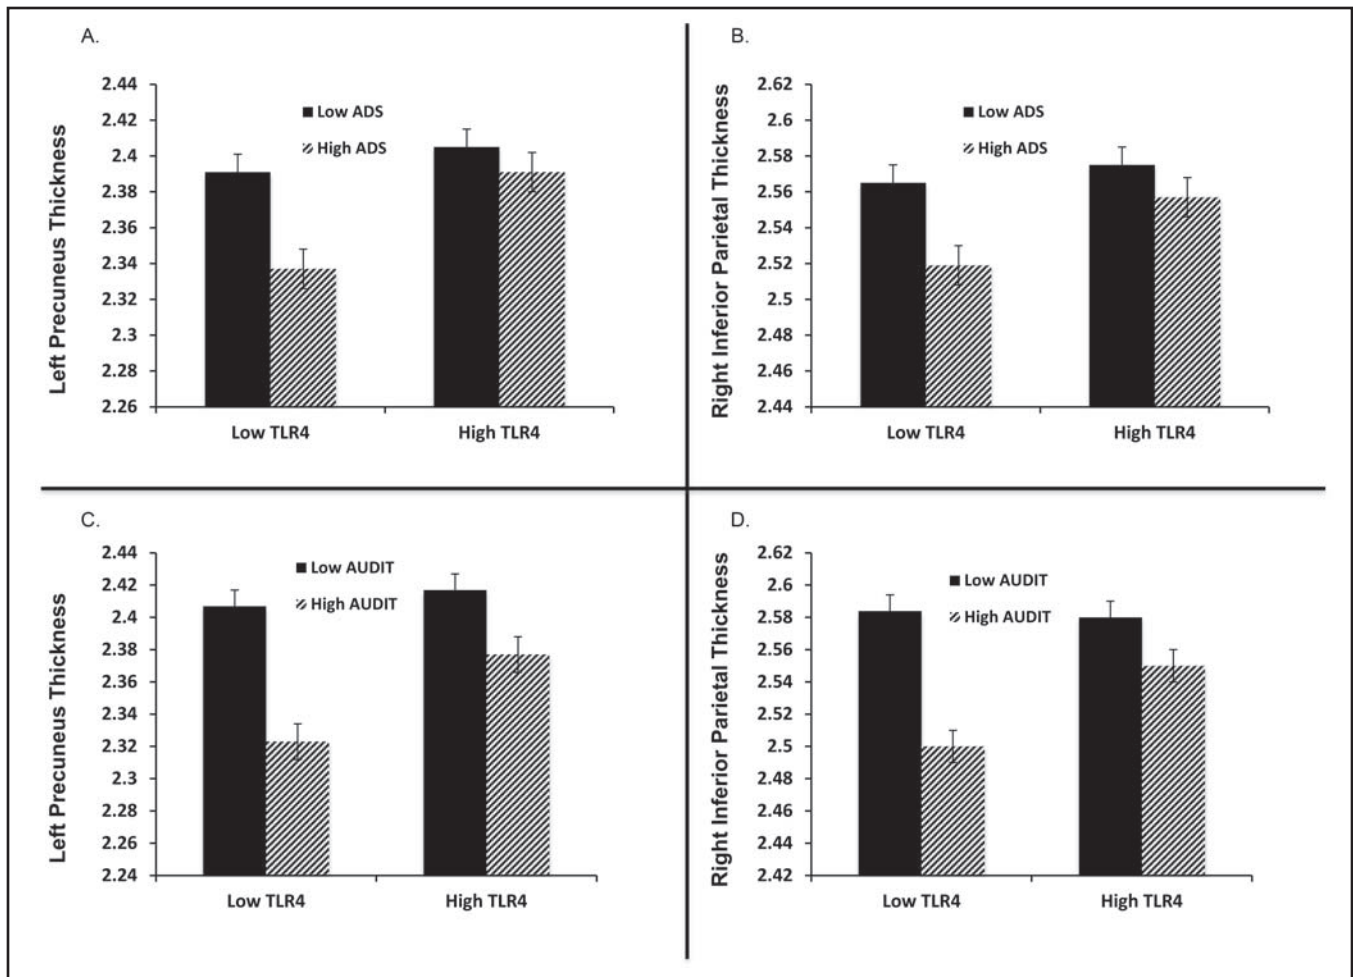 A.
Left Precuneus Thickness
2.44
2.42
2.4
2.38
2.36
2.34
2.32
2.3
2.28
2.26
Low ADS
High ADS
Low TLR4 High TLR4
B.
Right Inferior Parietal Thickness
2.62
2.6
2.58
2.56
2.54
2.52
2.5
2.48
2.46
2.44
Low ADS
High ADS
Low TLR4 High TLR4
C.
Left Precuneus Thickness
2.44
2.42
2.4
2.38
2.36
2.34
2.32
2.3
2.28
2.26
2.24
Low AUDIT
High AUDIT
Low TLR4 High TLR4
D.
Right Inferior Parietal Thickness
2.62
2.6
2.58
2.56
2.54
2.52
2.5
2.48
2.46
2.44
2.42
Low AUDIT
High AUDIT
Low TLR4 High TLR4